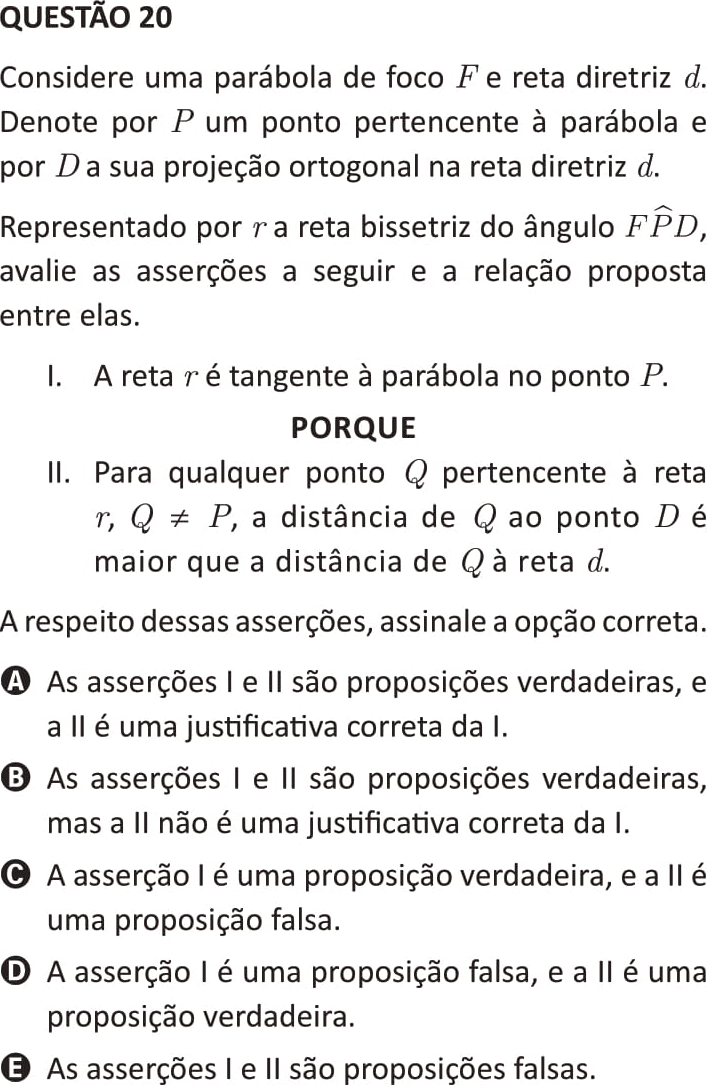 QUESTÃO 20
Considere uma parábola de foco F e reta diretriz d.
Denote por P um ponto pertencente à parábola e
por D a sua projeção ortogonal na reta diretriz d.
Representado por r a reta bissetriz do ângulo F\widehat{P}D,
avalie as asserções a seguir e a relação proposta
entre elas.
I. A reta r é tangente à parábola no ponto P.
PORQUE
II. Para qualquer ponto Q pertencente à reta
r, Q ≠ P, a distância de Q ao ponto D é
maior que a distância de Q à reta d.
A respeito dessas asserções, assinale a opção correta.
A As asserções I e II são proposições verdadeiras, e
a II é uma justificativa correta da I.
B As asserções I e II são proposições verdadeiras,
mas a II não é uma justificativa correta da I.
C A asserção I é uma proposição verdadeira, e a II é
uma proposição falsa.
D A asserção I é uma proposição falsa, e a II é uma
proposição verdadeira.
E As asserções I e II são proposições falsas.